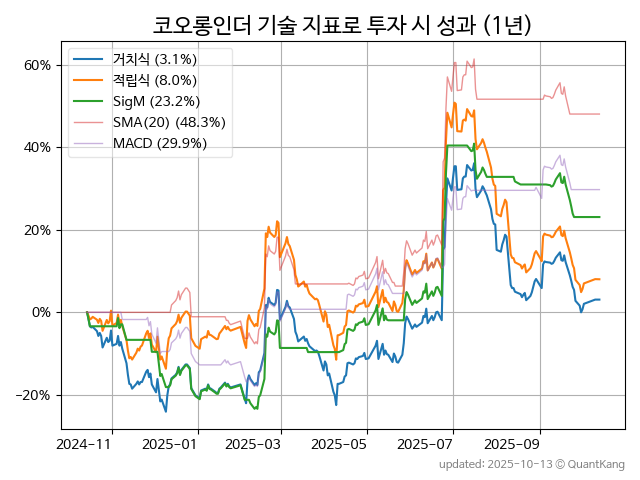 코오롱인더 기술 지표로 투자 시 성과 (1년)
거치식 (3.1%)
적립식 (8.0%)
SigM (23.2%)
SMA(20) (48.3%)
MACD (29.9%)
60%
40%
20%
0%
−20%
2024−11
2025−01
2025−03
2025−05
2025−07
2025−09
updated: 2025-10-13 © QuantKang